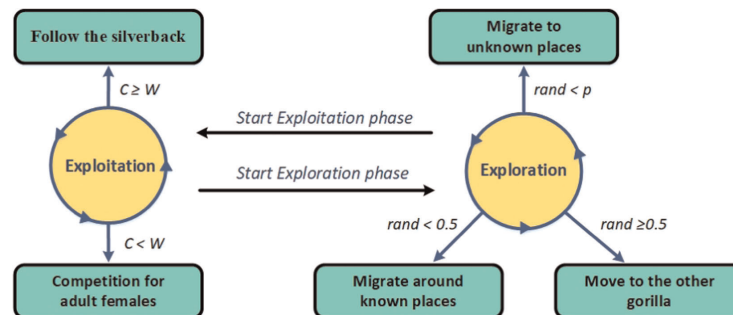 Follow the silverback
Migrate to
unknown places
C ≥ W
rand < p
Start Exploitation phase
Exploitation
Exploration
Start Exploration phase
rand < 0.5
rand ≥0.5
C < W
Competition for
adult females
Migrate around
known places
Move to the other
gorilla